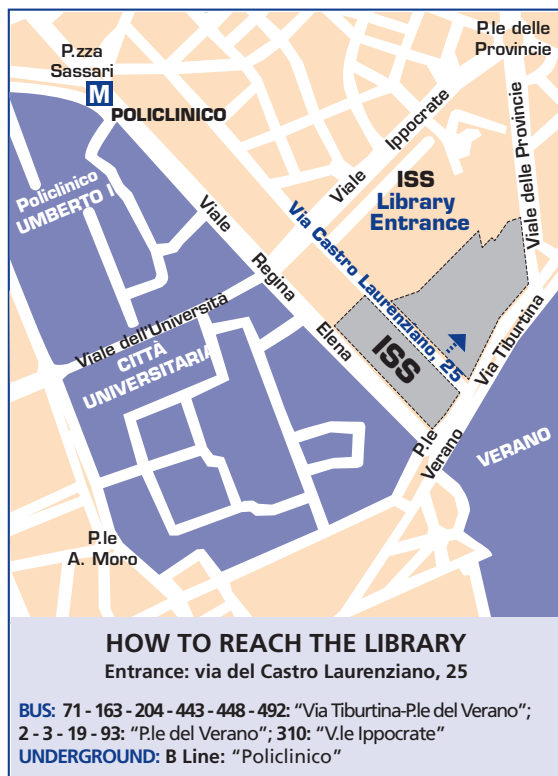 P.le delle
Provincie
P.zza
Sassari
M
POLICLINICO
Policlinico
UMBERTO I
Viale Ippocrate
Viale delle Provincie
ISS
Library
Entrance
Via Castro Laurenziano, 25
Viale Regina Elena
Viale dell'Università
CITTÀ
UNIVERSITARIA
ISS
Via Tiburtina
P.le
Verano
VERANO
P.le
A. Moro
HOW TO REACH THE LIBRARY
Entrance: via del Castro Laurenziano, 25
BUS: 71 - 163 - 204 - 443 - 448 - 492: “Via Tiburtina-P.le del Verano”;
2 - 3 - 19 - 93: “P.le del Verano”; 310: “V.le Ippocrate”
UNDERGROUND: B Line: “Policlinico”